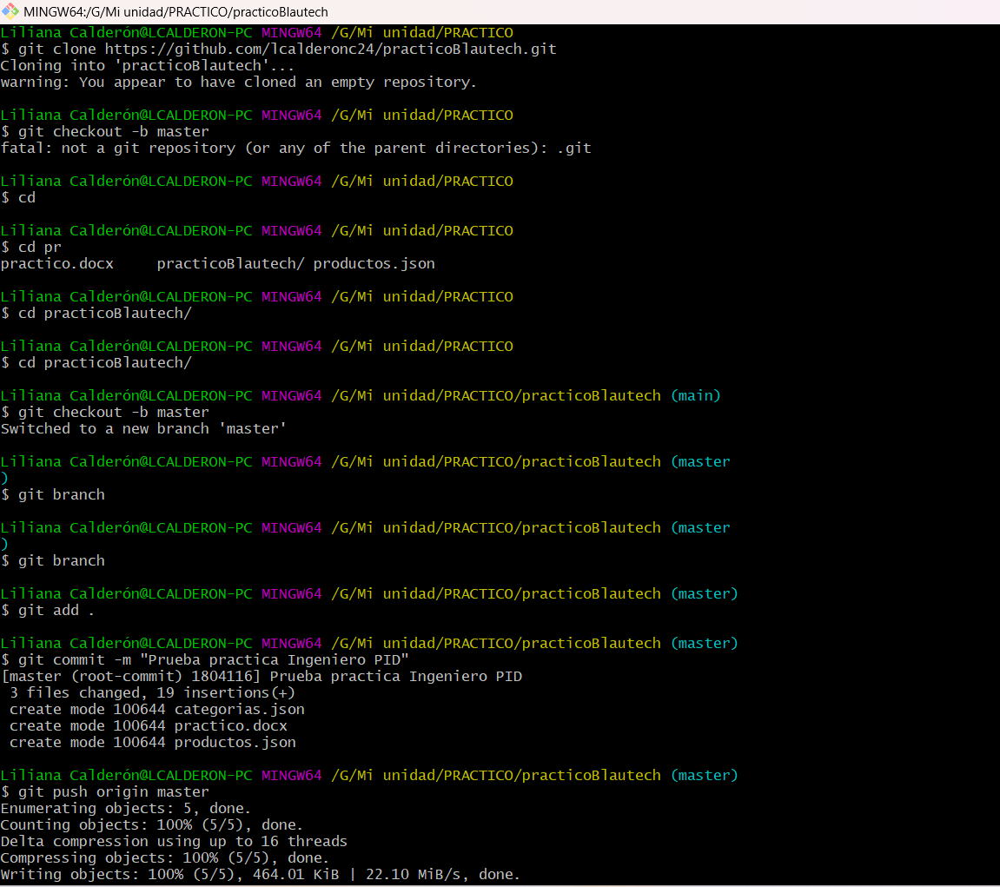 MINGW64:/G/Mi unidad/PRACTICO/practicoBlautech
Liliana Calderón@LCALDERON-PC MINGW64 /G/Mi unidad/PRACTICO
$ git clone https://github.com/lcalderonc24/practicoBlautech.git
Cloning into 'practicoBlautech'...
warning: You appear to have cloned an empty repository.
Liliana Calderón@LCALDERON-PC MINGW64 /G/Mi unidad/PRACTICO
$ git checkout -b master
fatal: not a git repository (or any of the parent directories): .git
Liliana Calderón@LCALDERON-PC MINGW64 /G/Mi unidad/PRACTICO
$ cd
Liliana Calderón@LCALDERON-PC MINGW64 /G/Mi unidad/PRACTICO
$ cd pr
practico.docx     practicoBlautech/ productos.json
Liliana Calderón@LCALDERON-PC MINGW64 /G/Mi unidad/PRACTICO
$ cd practicoBlautech/
Liliana Calderón@LCALDERON-PC MINGW64 /G/Mi unidad/PRACTICO
$ cd practicoBlautech/
Liliana Calderón@LCALDERON-PC MINGW64 /G/Mi unidad/PRACTICO/practicoBlautech (main)
$ git checkout -b master
Switched to a new branch 'master'
Liliana Calderón@LCALDERON-PC MINGW64 /G/Mi unidad/PRACTICO/practicoBlautech (master
)
$ git branch
Liliana Calderón@LCALDERON-PC MINGW64 /G/Mi unidad/PRACTICO/practicoBlautech (master
)
$ git branch
Liliana Calderón@LCALDERON-PC MINGW64 /G/Mi unidad/PRACTICO/practicoBlautech (master)
$ git add .
Liliana Calderón@LCALDERON-PC MINGW64 /G/Mi unidad/PRACTICO/practicoBlautech (master)
$ git commit -m "Prueba practica Ingeniero PID"
[master (root-commit) 1804116] Prueba practica Ingeniero PID
 3 files changed, 19 insertions(+)
 create mode 100644 categorias.json
 create mode 100644 practico.docx
 create mode 100644 productos.json
Liliana Calderón@LCALDERON-PC MINGW64 /G/Mi unidad/PRACTICO/practicoBlautech (master)
$ git push origin master
Enumerating objects: 5, done.
Counting objects: 100% (5/5), done.
Delta compression using up to 16 threads
Compressing objects: 100% (5/5), done.
Writing objects: 100% (5/5), 464.01 KiB | 22.10 MiB/s, done.